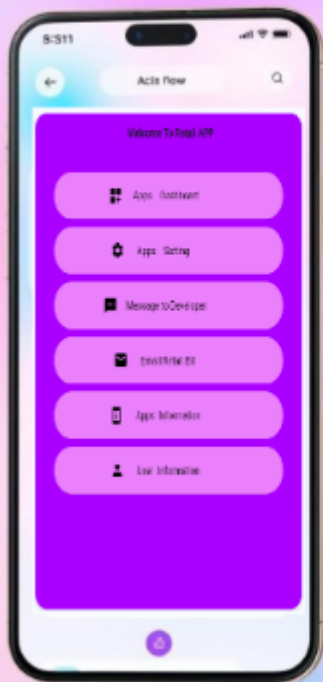 Acie flow
Welcome To Retail APP
Apps Dashboard
Apps Setting
Message to Developer
Email Retail Bill
Apps Information
User Information